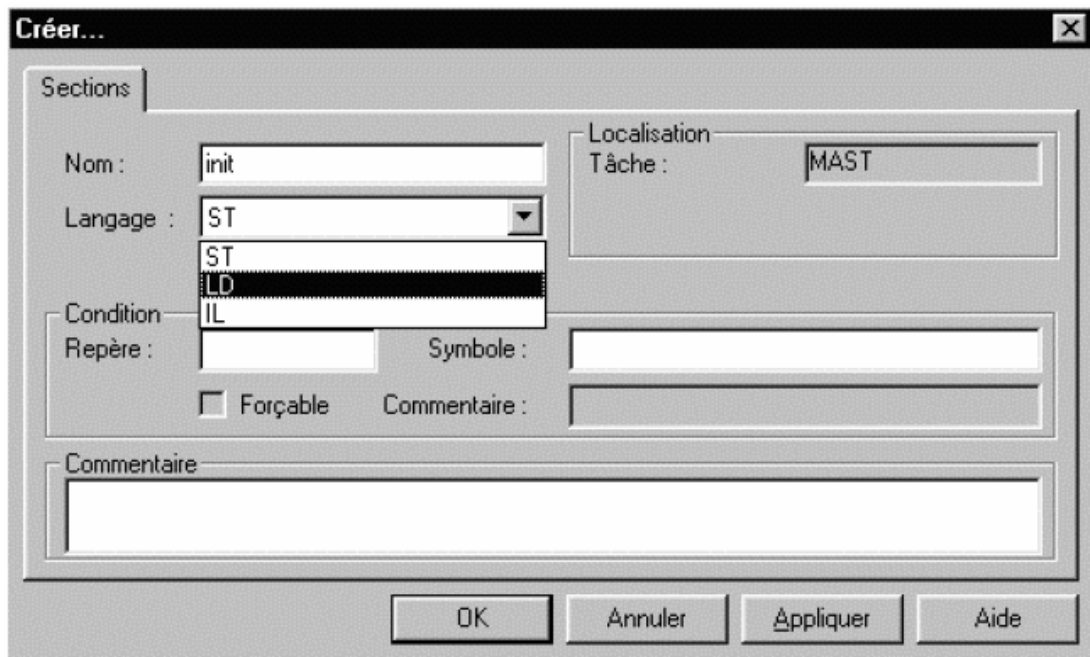 Créer...
Sections
Nom : init
Localisation
Tâche : MAST
Langage : ST
ST
LD
IL
Condition
Repère : Symbole :
Forçable Commentaire :
Commentaire
OK Annuler Appliquer Aide